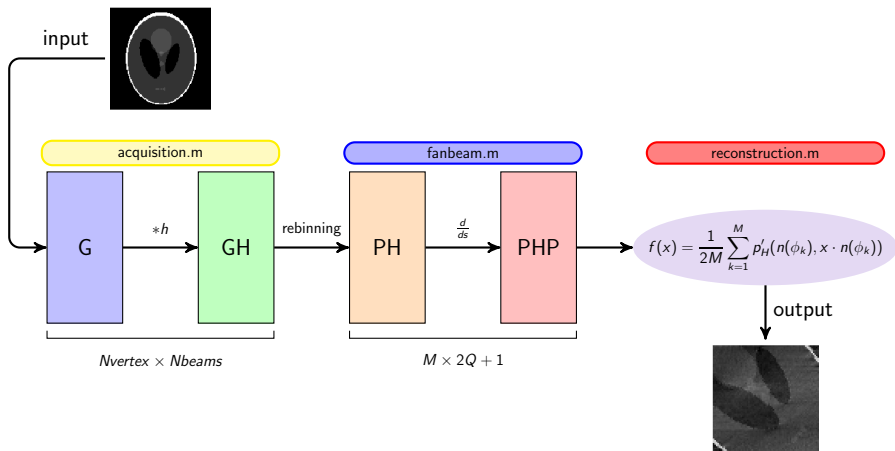 input
acquisition.m
fanbeam.m
reconstruction.m
G
*h
GH
rebinning
PH
d/ds
PHP
f(x) = 1/2M ∑_{k=1}^{M} p′_H(n(ϕ_k), x · n(ϕ_k))
output
Nvertex × Nbeams
M × 2Q + 1